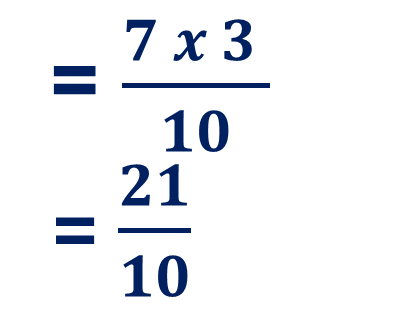 = 7 x 3
10
= 21
10